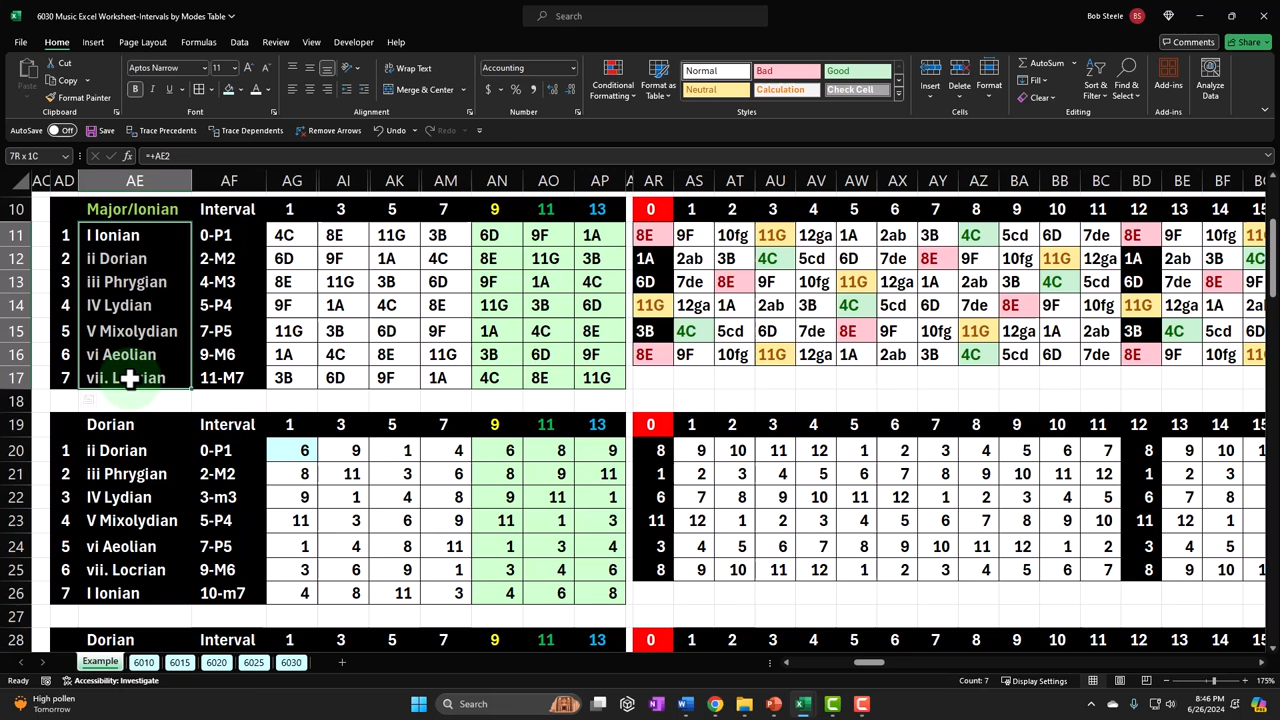 6030 Music Excel Worksheet-Intervals by Modes Table
Search
Bob Steele BS
File Home Insert Page Layout Formulas Data Review View Developer Help
Comments Share
Paste Cut Copy Format Painter
Aptos Narrow 11
Wrap Text
Merge & Center
Accounting
Conditional Formatting Format as Table
Normal Bad Good
Neutral Calculation Check Cell
Insert Delete Format
AutoSum Fill Clear
Sort & Filter Find & Select
Add-ins Analyze Data
Clipboard Font Alignment Number Styles Cells Editing Add-ins
AutoSave Off Save Trace Precedents Trace Dependents Remove Arrows Undo Redo
7R x 1C fx =+AE2
AC AD AE AF AG AI AK AM AN AO AP AR AS AT AU AV AW AX AY AZ BA BB BC BD BE BF
10 Major/Ionian Interval 1 3 5 7 9 11 13 0 1 2 3 4 5 6 7 8 9 10 11 12 13 14 15
11 1 I Ionian 0-P1 4C 8E 11G 3B 6D 9F 1A 8E 9F 10fg 11G 12ga 1A 2ab 3B 4C 5cd 6D 7de 8E 9F 10fg
12 2 ii Dorian 2-M2 6D 9F 1A 4C 8E 11G 3B 1A 2ab 3B 4C 5cd 6D 7de 8E 9F 10fg 11G 12ga 1A 2ab 3B
13 3 iii Phrygian 4-M3 8E 11G 3B 6D 9F 1A 4C 6D 7de 8E 9F 10fg 11G 12ga 1A 2ab 3B 4C 5cd 6D 7de 8E
14 4 IV Lydian 5-P4 9F 1A 4C 8E 11G 3B 6D 11G 12ga 1A 2ab 3B 4C 5cd 6D 7de 8E 9F 10fg 11G 12ga 1A
15 5 V Mixolydian 7-P5 11G 3B 6D 9F 1A 4C 8E 3B 4C 5cd 6D 7de 8E 9F 10fg 11G 12ga 1A 2ab 3B 4C 5cd
16 6 vi Aeolian 9-M6 1A 4C 8E 11G 3B 6D 9F 8E 9F 10fg 11G 12ga 1A 2ab 3B 4C 5cd 6D 7de 8E 9F 10fg
17 7 vii. 11-M7 3B 6D 9F 1A 4C 8E 11G
18
19 Dorian Interval 1 3 5 7 9 11 13 0 1 2 3 4 5 6 7 8 9 10 11 12 13 14 15
20 1 ii Dorian 0-P1 6 9 1 4 6 8 9 8 9 10 11 12 1 2 3 4 5 6 7 8 9 10
21 2 iii Phrygian 2-M2 8 11 3 6 8 9 11 1 2 3 4 5 6 7 8 9 10 11 12 1 2 3
22 3 IV Lydian 3-m3 9 1 4 8 9 11 1 6 7 8 9 10 11 12 1 2 3 4 5 6 7 8
23 4 V Mixolydian 5-P4 11 3 6 9 11 1 3 11 12 1 2 3 4 5 6 7 8 9 10 11 12 1
24 5 vi Aeolian 7-P5 1 4 8 11 1 3 4 3 4 5 6 7 8 9 10 11 12 1 2 3 4 5
25 6 vii. Locrian 9-M6 3 6 9 1 3 4 6 8 9 10 11 12 1 2 3 4 5 6 7 8 9 10
26 7 I Ionian 10-m7 4 8 11 3 4 6 8
27
28 Dorian Interval 1 3 5 7 9 11 13 0 1 2 3 4 5 6 7 8 9 10 11 12 13 14 15
Example 6010 6015 6020 6025 6030
Ready Accessibility: Investigate Count: 7 Display Settings 175%
High pollen Tomorrow
Search
8:46 PM
6/26/2024